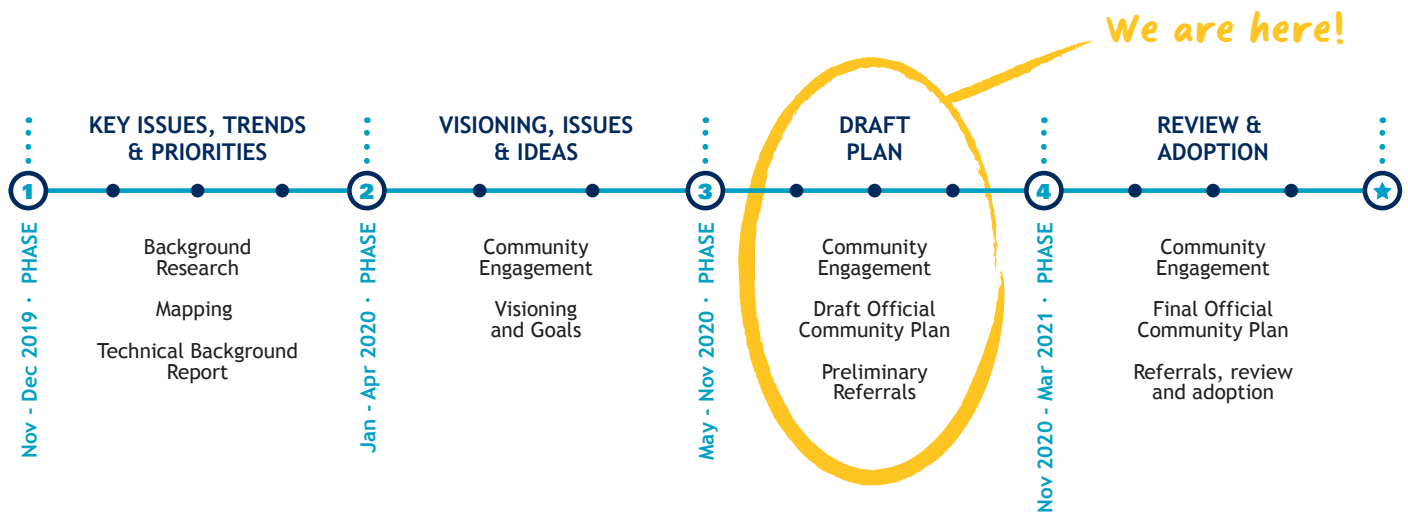 We are here!
KEY ISSUES, TRENDS
& PRIORITIES
VISIONING, ISSUES
& IDEAS
DRAFT
PLAN
REVIEW &
ADOPTION
1
2
3
4
Nov - Dec 2019 · PHASE
Background
Research
Mapping
Technical Background
Report
Jan - Apr 2020 · PHASE
Community
Engagement
Visioning
and Goals
May - Nov 2020 · PHASE
Community
Engagement
Draft Official
Community Plan
Preliminary
Referrals
Nov 2020 - Mar 2021 · PHASE
Community
Engagement
Final Official
Community Plan
Referrals, review
and adoption